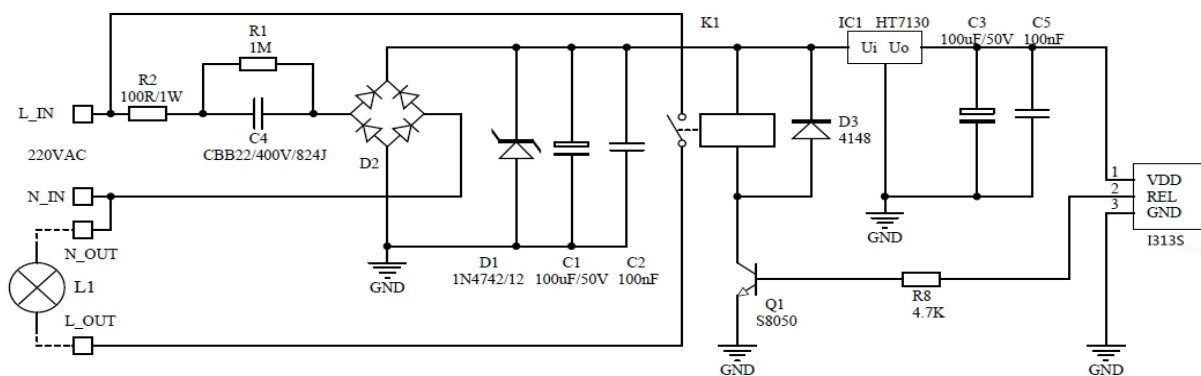 K1
IC1 HT7130
C3
100uF/50V
C5
100nF
R1
1M
Ui Uo
R2
100R/1W
L_IN
C4
CBB22/400V/824J
D2
D3
4148
220VAC
N_IN
1 VDD
2 REL
3 GND
I313S
GND
N_OUT
D1
1N4742/12
C1
100uF/50V
C2
100nF
GND
L1
L_OUT
Q1
S8050
R8
4.7K
GND
GND